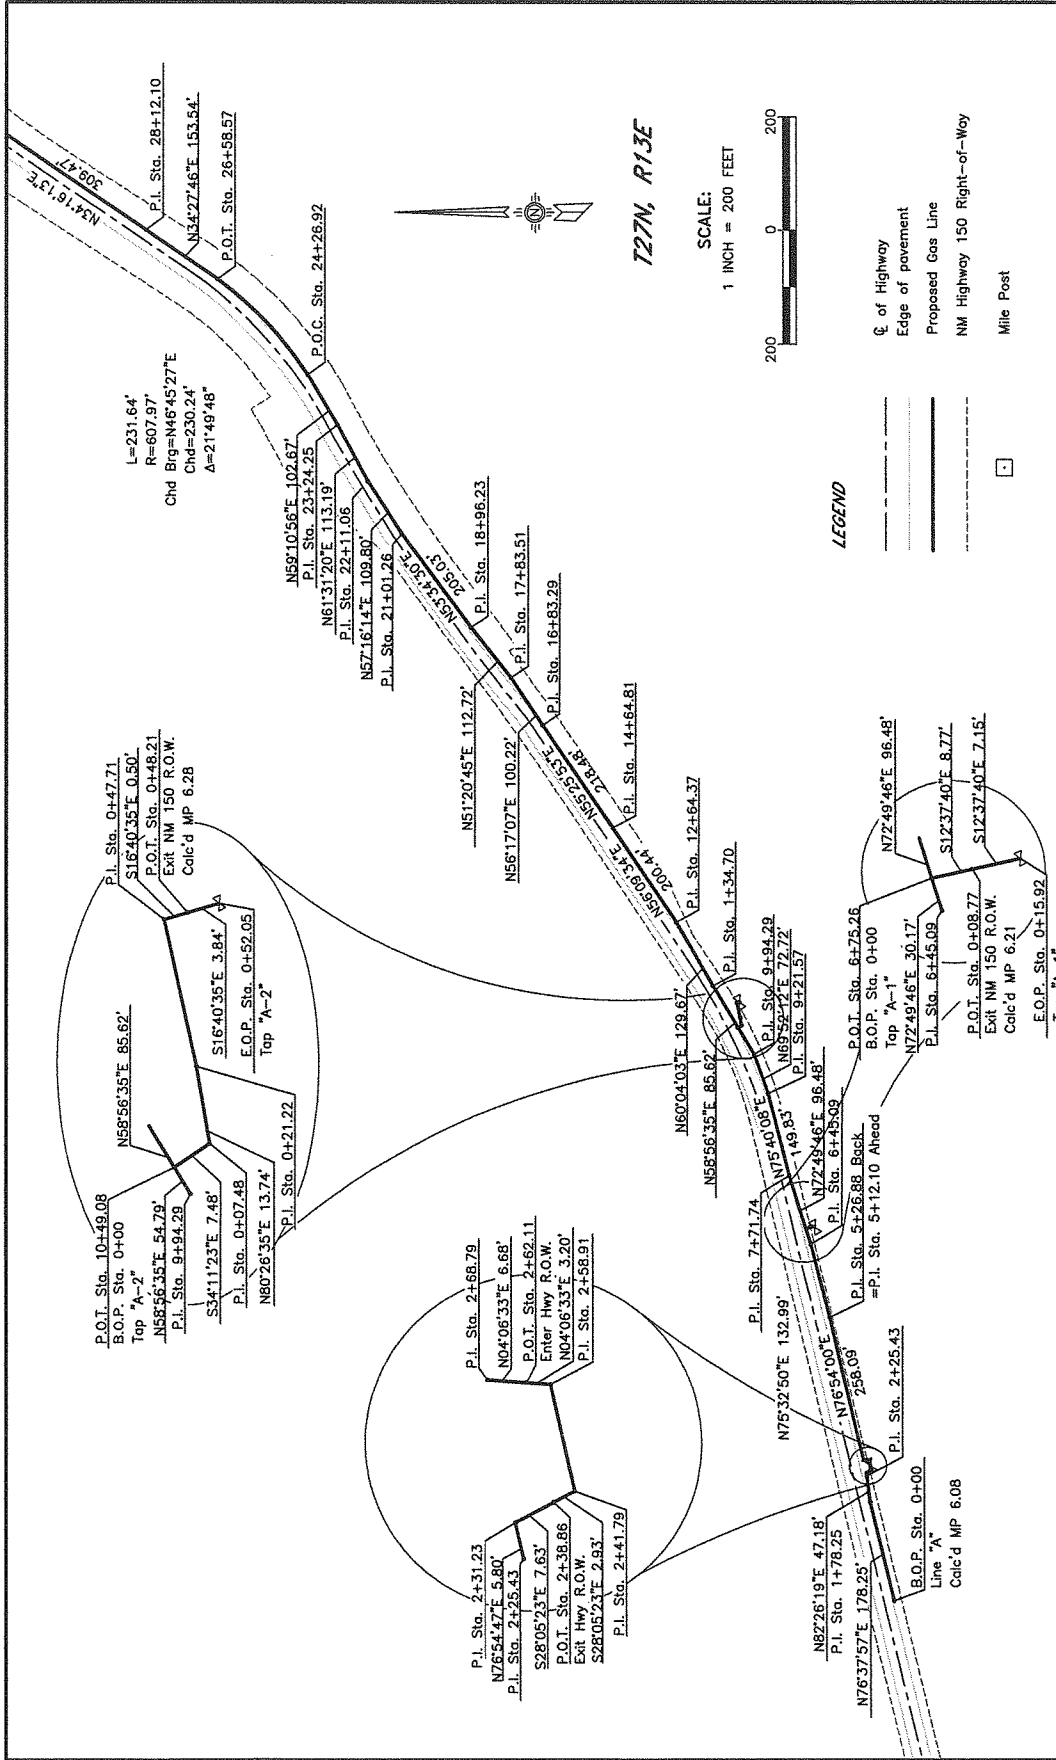 L=231.64'
R=607.97'
Chd Brg=N46°45'27"E
Chd=230.24'
Δ=21°49'48"
N34°16'13"E
309.47'
P.I. Sta. 28+12.10
N34°27'46"E 153.54'
P.O.T. Sta. 26+58.57
P.O.C. Sta. 24+26.92
N59°10'56"E 102.67'
P.I. Sta. 23+24.25
N61°31'20"E 113.19'
P.I. Sta. 22+11.06
N57°16'14"E 109.80'
P.I. Sta. 21+01.26
N53°34'30"E
205.03'
P.I. Sta. 18+96.23
N51°20'45"E 112.72'
P.I. Sta. 17+83.51
N56°17'07"E 100.22'
P.I. Sta. 16+83.29
N55°25'53"E
218.48'
P.I. Sta. 14+64.81
N56°09'34"E
200.44'
P.I. Sta. 12+64.37
N60°04'03"E 129.67'
P.I. Sta. 1+34.70
N58°56'35"E 85.62'
P.I. Sta. 9+94.29
N69°52'12"E 72.72'
P.I. Sta. 9+21.57
N75°40'08"E
149.83'
P.I. Sta. 7+71.74
N72°49'46"E 96.48'
P.I. Sta. 6+45.09
N75°32'50"E 132.99'
P.I. Sta. 5+26.88 Back
=P.I. Sta. 5+12.10 Ahead
N76°54'00"E
258.09'
P.I. Sta. 2+25.43
N82°26'19"E 47.18'
P.I. Sta. 1+78.25
N76°37'57"E 178.25'
B.O.P. Sta. 0+00
Line "A"
Calc'd MP 6.08
P.I. Sta. 2+31.23
N76°54'47"E 5.80'
P.I. Sta. 2+25.43
S28°05'23"E 7.63'
P.O.T. Sta. 2+38.86
Exit Hwy R.O.W.
S28°05'23"E 2.93'
P.I. Sta. 2+41.79
P.I. Sta. 2+68.79
N04°06'33"E 6.68'
P.O.T. Sta. 2+62.11
Enter Hwy R.O.W.
N04°06'33"E 3.20'
P.I. Sta. 2+58.91
P.O.T. Sta. 10+49.08
B.O.P. Sta. 0+00
Tap "A-2"
N58°56'35"E 54.79'
P.I. Sta. 9+94.29
S34°11'23"E 7.48'
P.I. Sta. 0+07.48
N80°26'35"E 13.74'
P.I. Sta. 0+21.22
N58°56'35"E 85.62'
P.I. Sta. 0+47.71
S16°40'35"E 0.50'
P.O.T. Sta. 0+48.21
Exit NM 150 R.O.W.
Calc'd MP 6.28
S16°40'35"E 3.84'
E.O.P. Sta. 0+52.05
Tap "A-2"
P.O.T. Sta. 6+75.26
B.O.P. Sta. 0+00
Tap "A-1"
N72°49'46"E 30.17'
P.I. Sta. 6+45.09
P.O.T. Sta. 0+08.77
Exit NM 150 R.O.W.
Calc'd MP 6.21
E.O.P. Sta. 0+15.92
Tap "A-1"
N72°49'46"E 96.48'
S12°37'40"E 8.77'
S12°37'40"E 7.15'
N
T27N, R13E
SCALE:
1 INCH = 200 FEET
200 0 200
LEGEND
℄ of Highway
Edge of pavement
Proposed Gas Line
NM Highway 150 Right-of-Way
Mile Post